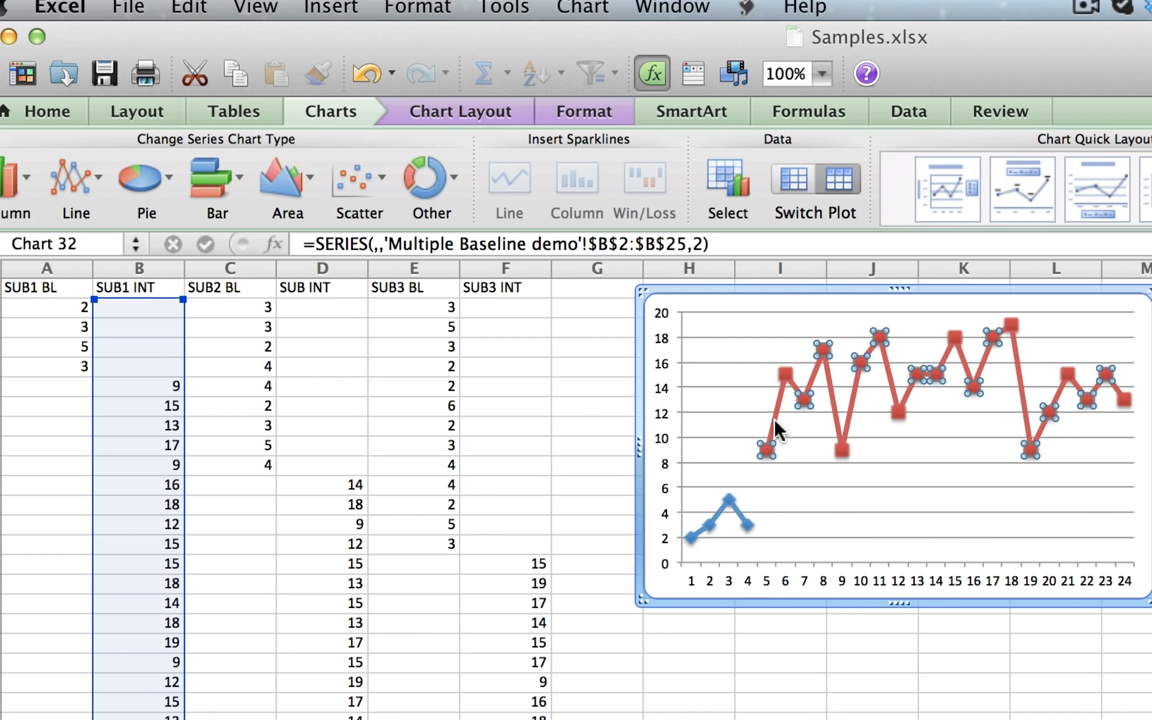 Excel File Edit View Insert Format Tools Chart Window Help
Samples.xlsx
fx 100% ?
Home Layout Tables Charts Chart Layout Format SmartArt Formulas Data Review
Change Series Chart Type Insert Sparklines Data Chart Quick Layou
umn Line Pie Bar Area Scatter Other Line Column Win/Loss Select Switch Plot
Chart 32 fx =SERIES(,,'Multiple Baseline demo'!$B$2:$B$25,2)
A B C D E F G H I J K L M
SUB1 BL SUB1 INT SUB2 BL SUB INT SUB3 BL SUB3 INT
2 3 3
3 3 5
5 2 3
3 4 2
9 4 2
15 2 6
13 3 2
17 5 3
9 4 4
16 14 4
18 18 2
12 9 5
15 12 3
15 15 15
18 13 19
14 15 17
18 13 14
19 17 15
9 15 17
12 19 9
15 17 16
20
18
16
14
12
10
8
6
4
2
0
1 2 3 4 5 6 7 8 9 10 11 12 13 14 15 16 17 18 19 20 21 22 23 24